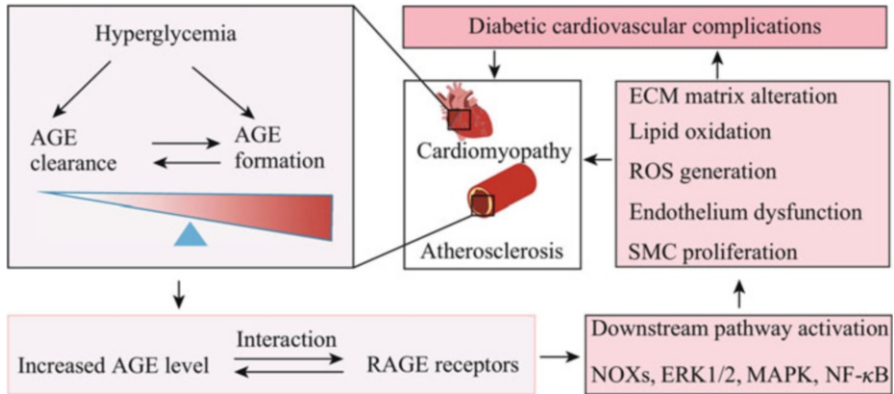 Hyperglycemia
AGE
clearance
AGE
formation
Diabetic cardiovascular complications
Cardiomyopathy
Atherosclerosis
ECM matrix alteration
Lipid oxidation
ROS generation
Endothelium dysfunction
SMC proliferation
Increased AGE level
Interaction
RAGE receptors
Downstream pathway activation
NOXs, ERK1/2, MAPK, NF-κB